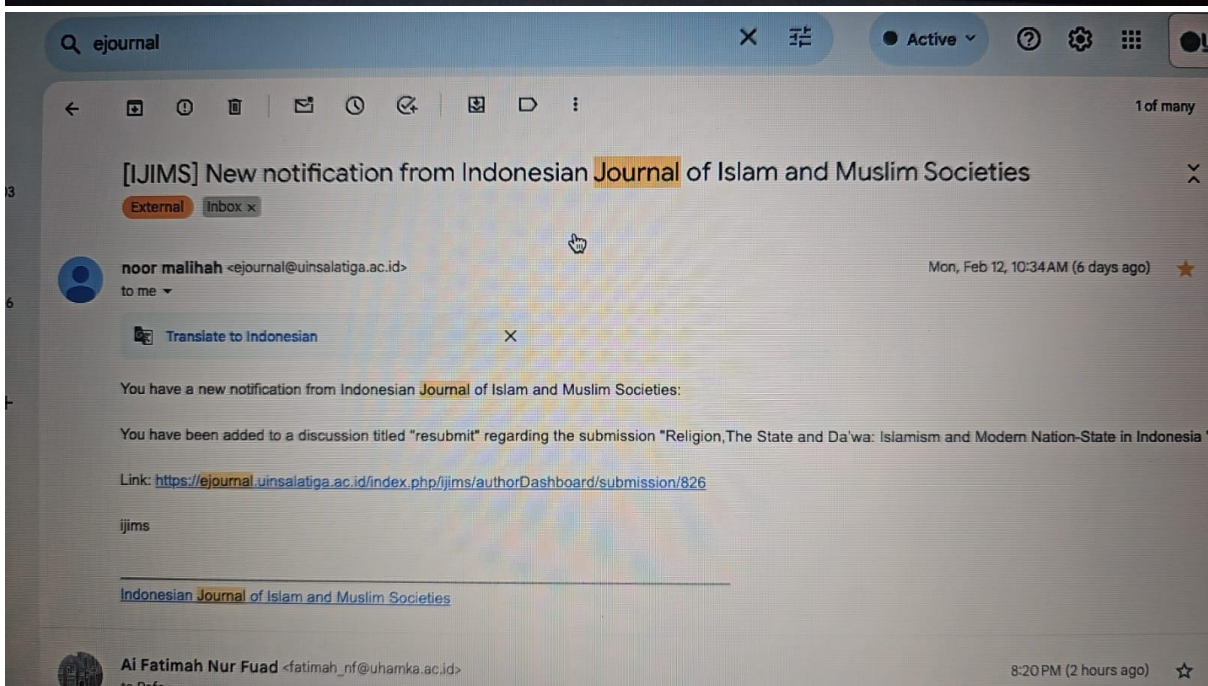 ejournal
Active
1 of many
[IJIMS] New notification from Indonesian Journal of Islam and Muslim Societies
External Inbox x
noor malihah <ejournal@uinsalatiga.ac.id> Mon, Feb 12, 10:34 AM (6 days ago)
to me
Translate to Indonesian
You have a new notification from Indonesian Journal of Islam and Muslim Societies:
You have been added to a discussion titled "resubmit" regarding the submission "Religion,The State and Da'wa: Islamism and Modern Nation-State in Indonesia "
Link: https://ejournal.uinsalatiga.ac.id/index.php/ijims/authorDashboard/submission/826
ijims
Indonesian Journal of Islam and Muslim Societies
Ai Fatimah Nur Fuad <fatimah_nf@uhamka.ac.id> 8:20 PM (2 hours ago)